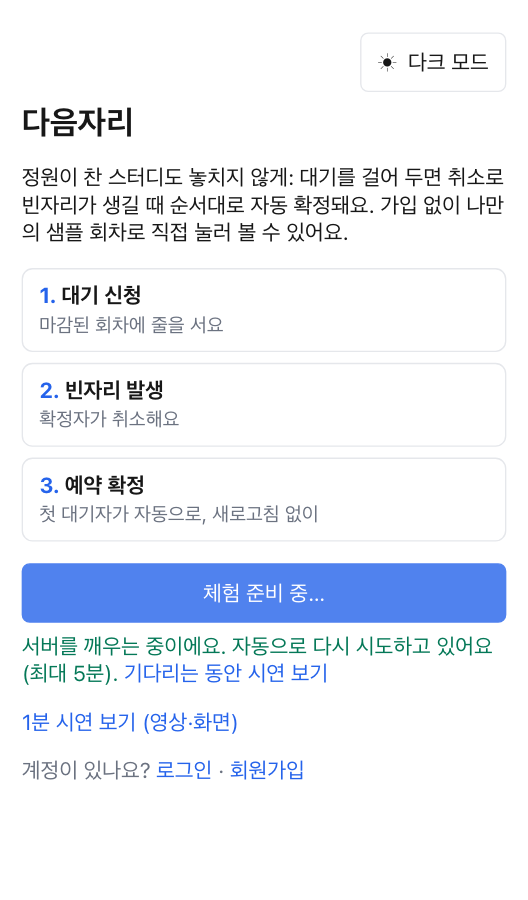 ☀ 다크 모드
다음자리
정원이 찬 스터디도 놓치지 않게: 대기를 걸어 두면 취소로
빈자리가 생길 때 순서대로 자동 확정돼요. 가입 없이 나만
의 샘플 회차로 직접 눌러 볼 수 있어요.
1. 대기 신청
마감된 회차에 줄을 서요
2. 빈자리 발생
확정자가 취소해요
3. 예약 확정
첫 대기자가 자동으로, 새로고침 없이
체험 준비 중...
서버를 깨우는 중이에요. 자동으로 다시 시도하고 있어요
(최대 5분). 기다리는 동안 시연 보기
1분 시연 보기 (영상·화면)
계정이 있나요? 로그인 · 회원가입